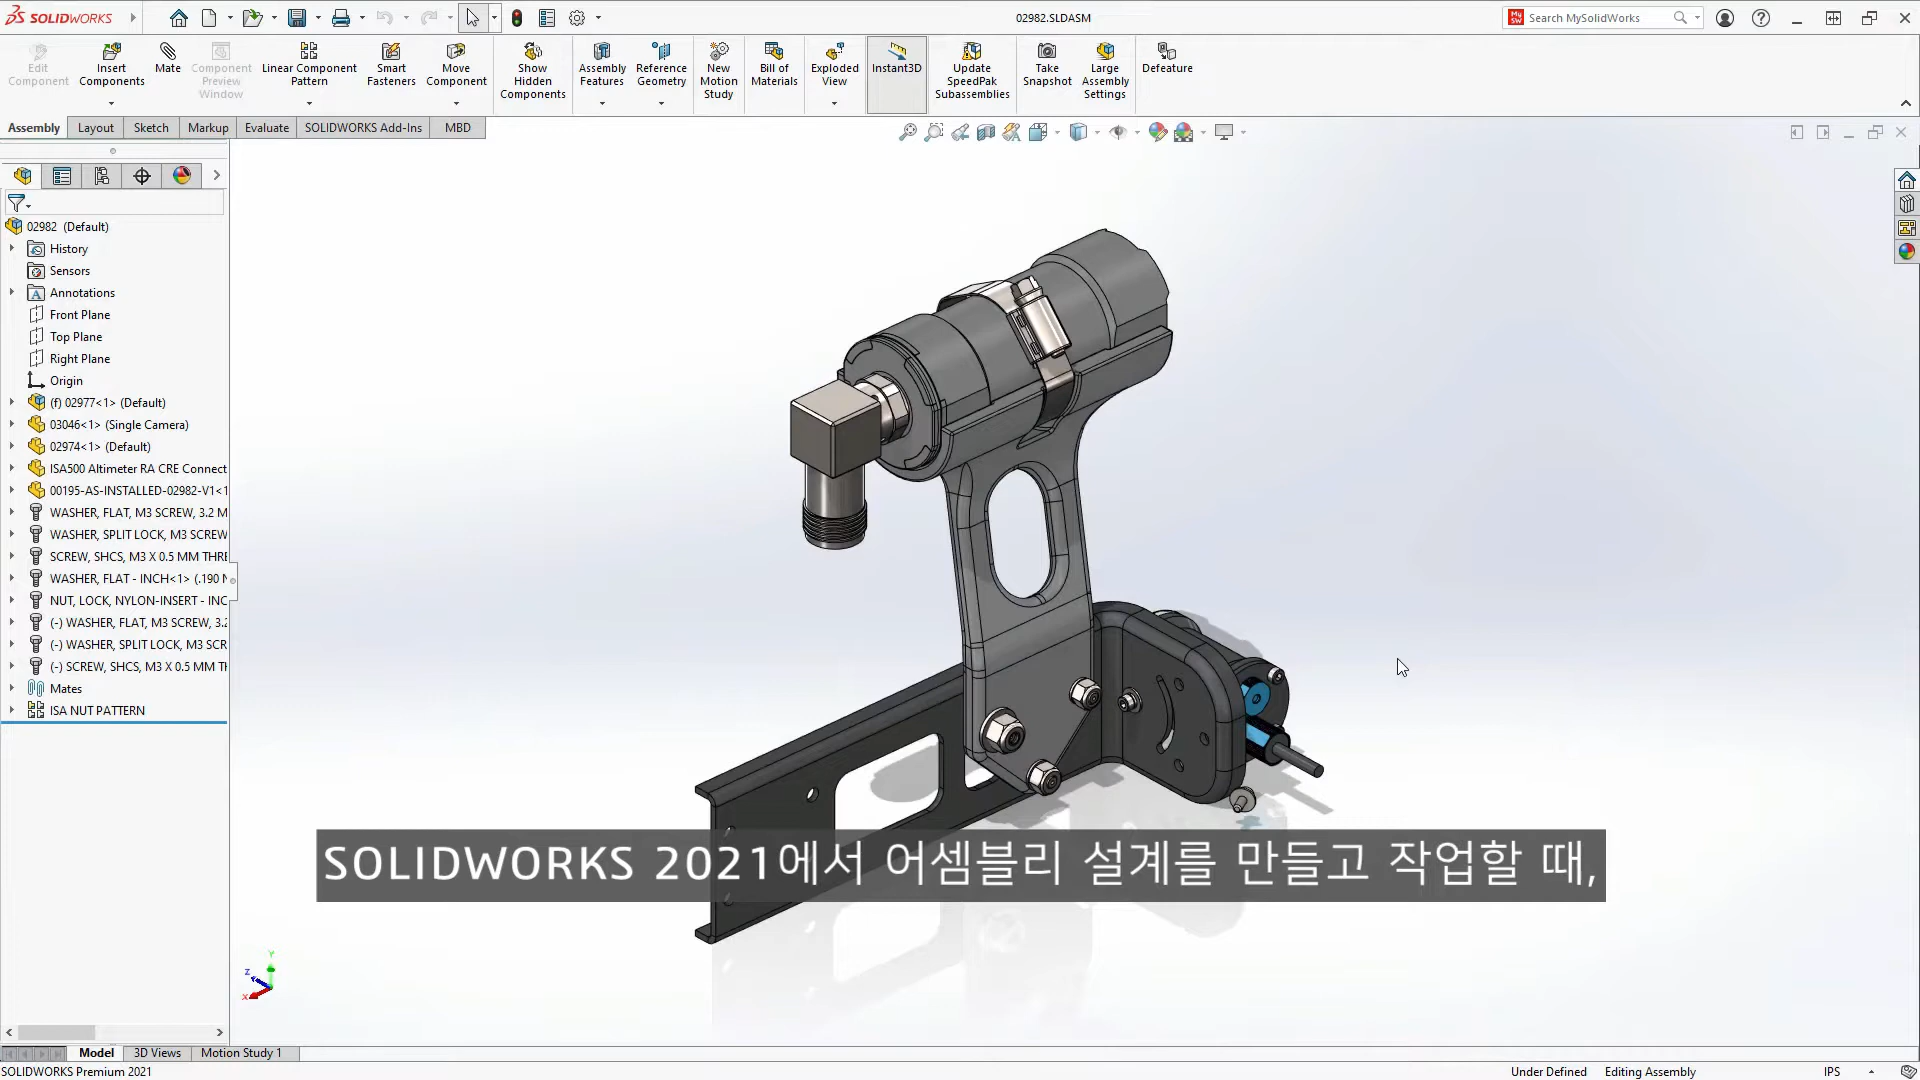 SOLIDWORKS
02982.SLDASM
Search MySolidWorks
Edit Component
Insert Components
Mate
Component Preview Window
Linear Component Pattern
Smart Fasteners
Move Component
Show Hidden Components
Assembly Features
Reference Geometry
New Motion Study
Bill of Materials
Exploded View
Instant3D
Update SpeedPak Subassemblies
Take Snapshot
Large Assembly Settings
Defeature
Assembly Layout Sketch Markup Evaluate SOLIDWORKS Add-Ins MBD
02982 (Default)
History
Sensors
Annotations
Front Plane
Top Plane
Right Plane
Origin
(f) 02977<1> (Default)
03046<1> (Single Camera)
02974<1> (Default)
ISA500 Altimeter RA CRE Connect
00195-AS-INSTALLED-02982-V1<1
WASHER, FLAT, M3 SCREW, 3.2 M
WASHER, SPLIT LOCK, M3 SCREW
SCREW, SHCS, M3 X 0.5 MM THRE
WASHER, FLAT - INCH<1> (.190 N
NUT, LOCK, NYLON-INSERT - INC
(-) WASHER, FLAT, M3 SCREW, 3.2
(-) WASHER, SPLIT LOCK, M3 SCR
(-) SCREW, SHCS, M3 X 0.5 MM TH
Mates
ISA NUT PATTERN
SOLIDWORKS 2021에서 어셈블리 설계를 만들고 작업할 때,
Y
Z
X
Model 3D Views Motion Study 1
SOLIDWORKS Premium 2021
Under Defined Editing Assembly IPS